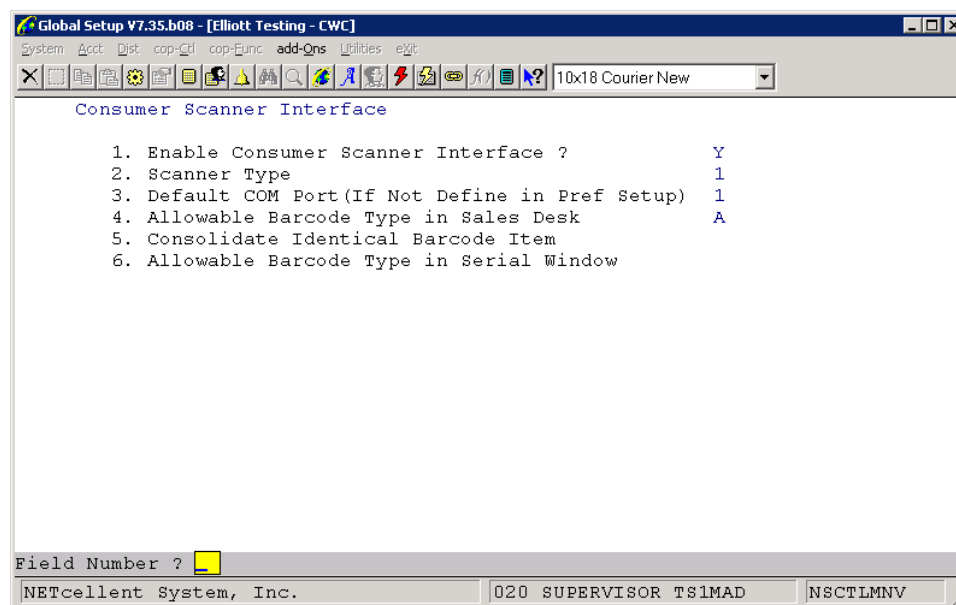 Global Setup V7.35.b08 - [Elliott Testing - CWC]
System Acct Dist cop-Ctl cop-Func add-Ons Utilities eXit
10x18 Courier New
Consumer Scanner Interface
1. Enable Consumer Scanner Interface ? Y
2. Scanner Type 1
3. Default COM Port(If Not Define in Pref Setup) 1
4. Allowable Barcode Type in Sales Desk A
5. Consolidate Identical Barcode Item
6. Allowable Barcode Type in Serial Window
Field Number ?
NETcellent System, Inc. 020 SUPERVISOR TS1MAD NSCTLMNV